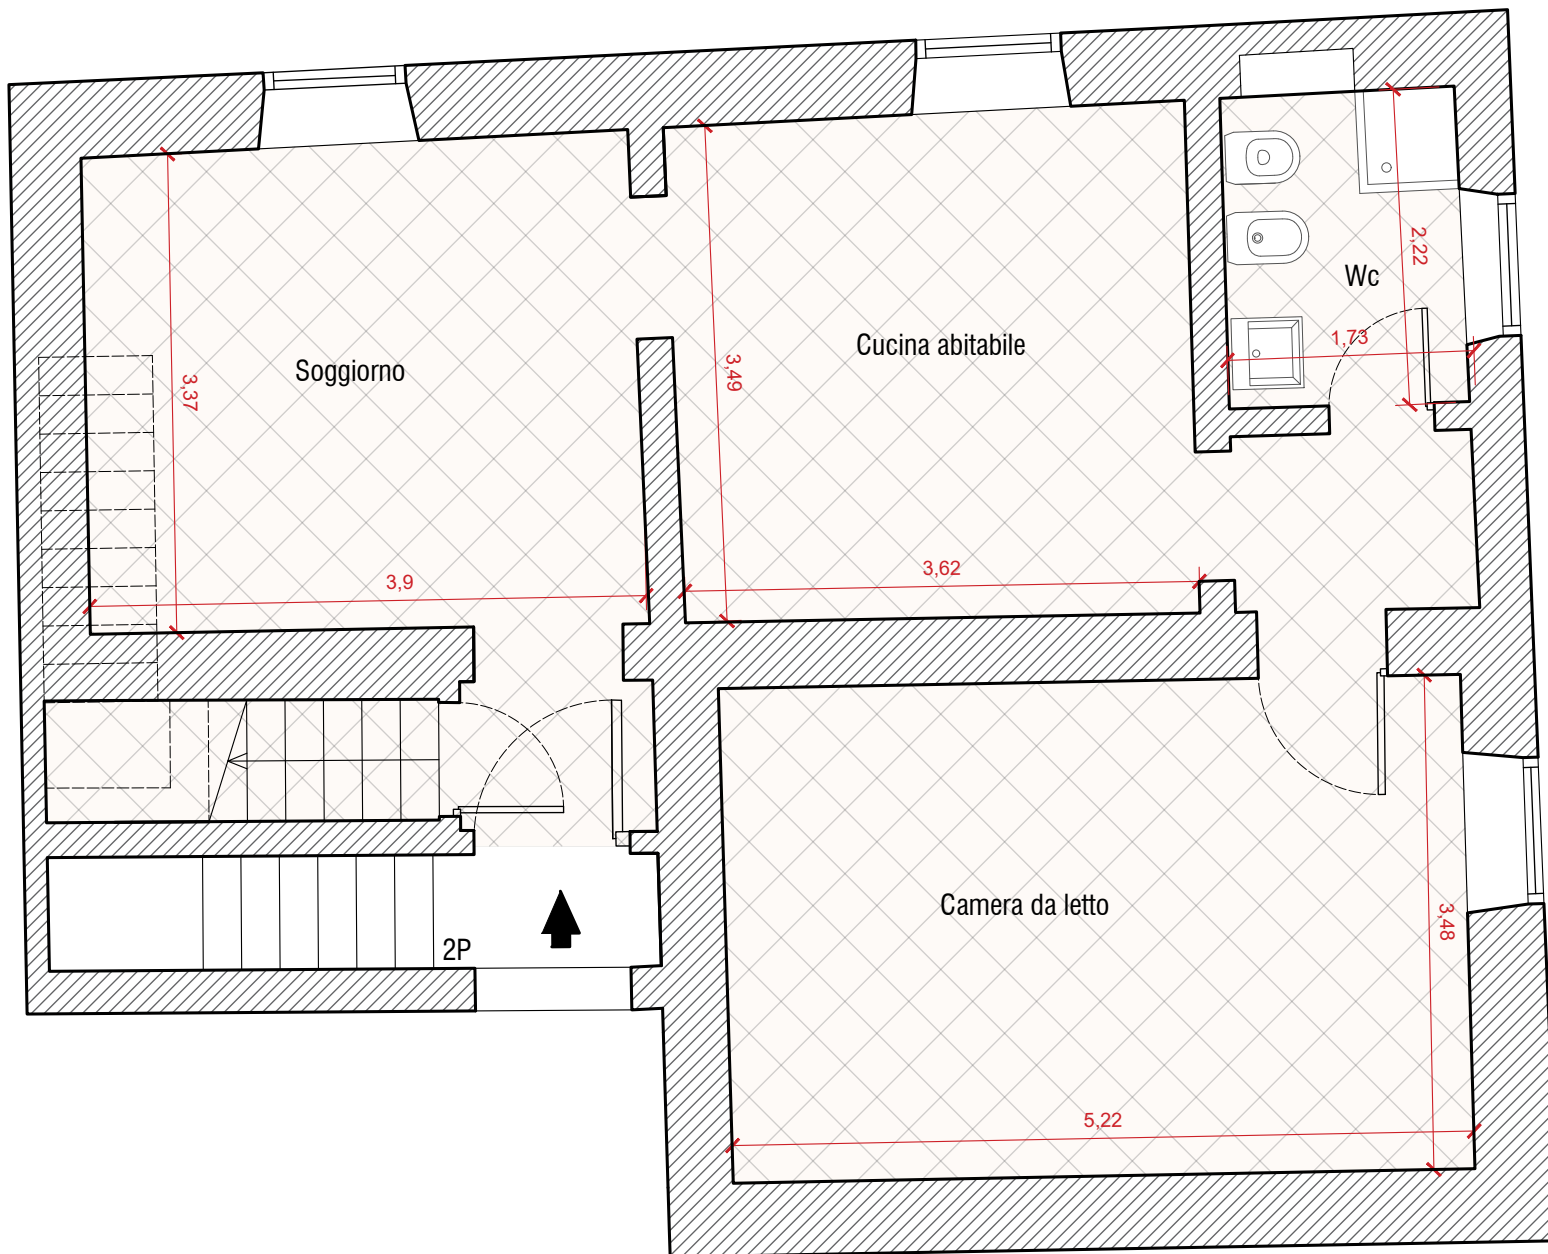 Soggiorno
3,37
3,9
Cucina abitabile
3,49
3,62
Wc
2,22
1,73
Camera da letto
3,48
5,22
2P